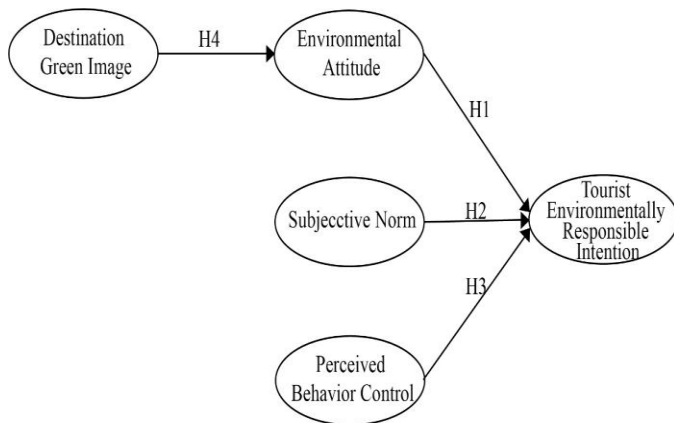 Destination
Green Image
H4
Environmental
Attitude
H1
Subjecctive Norm
H2
Tourist
Environmentally
Responsible
Intention
H3
Perceived
Behavior Control